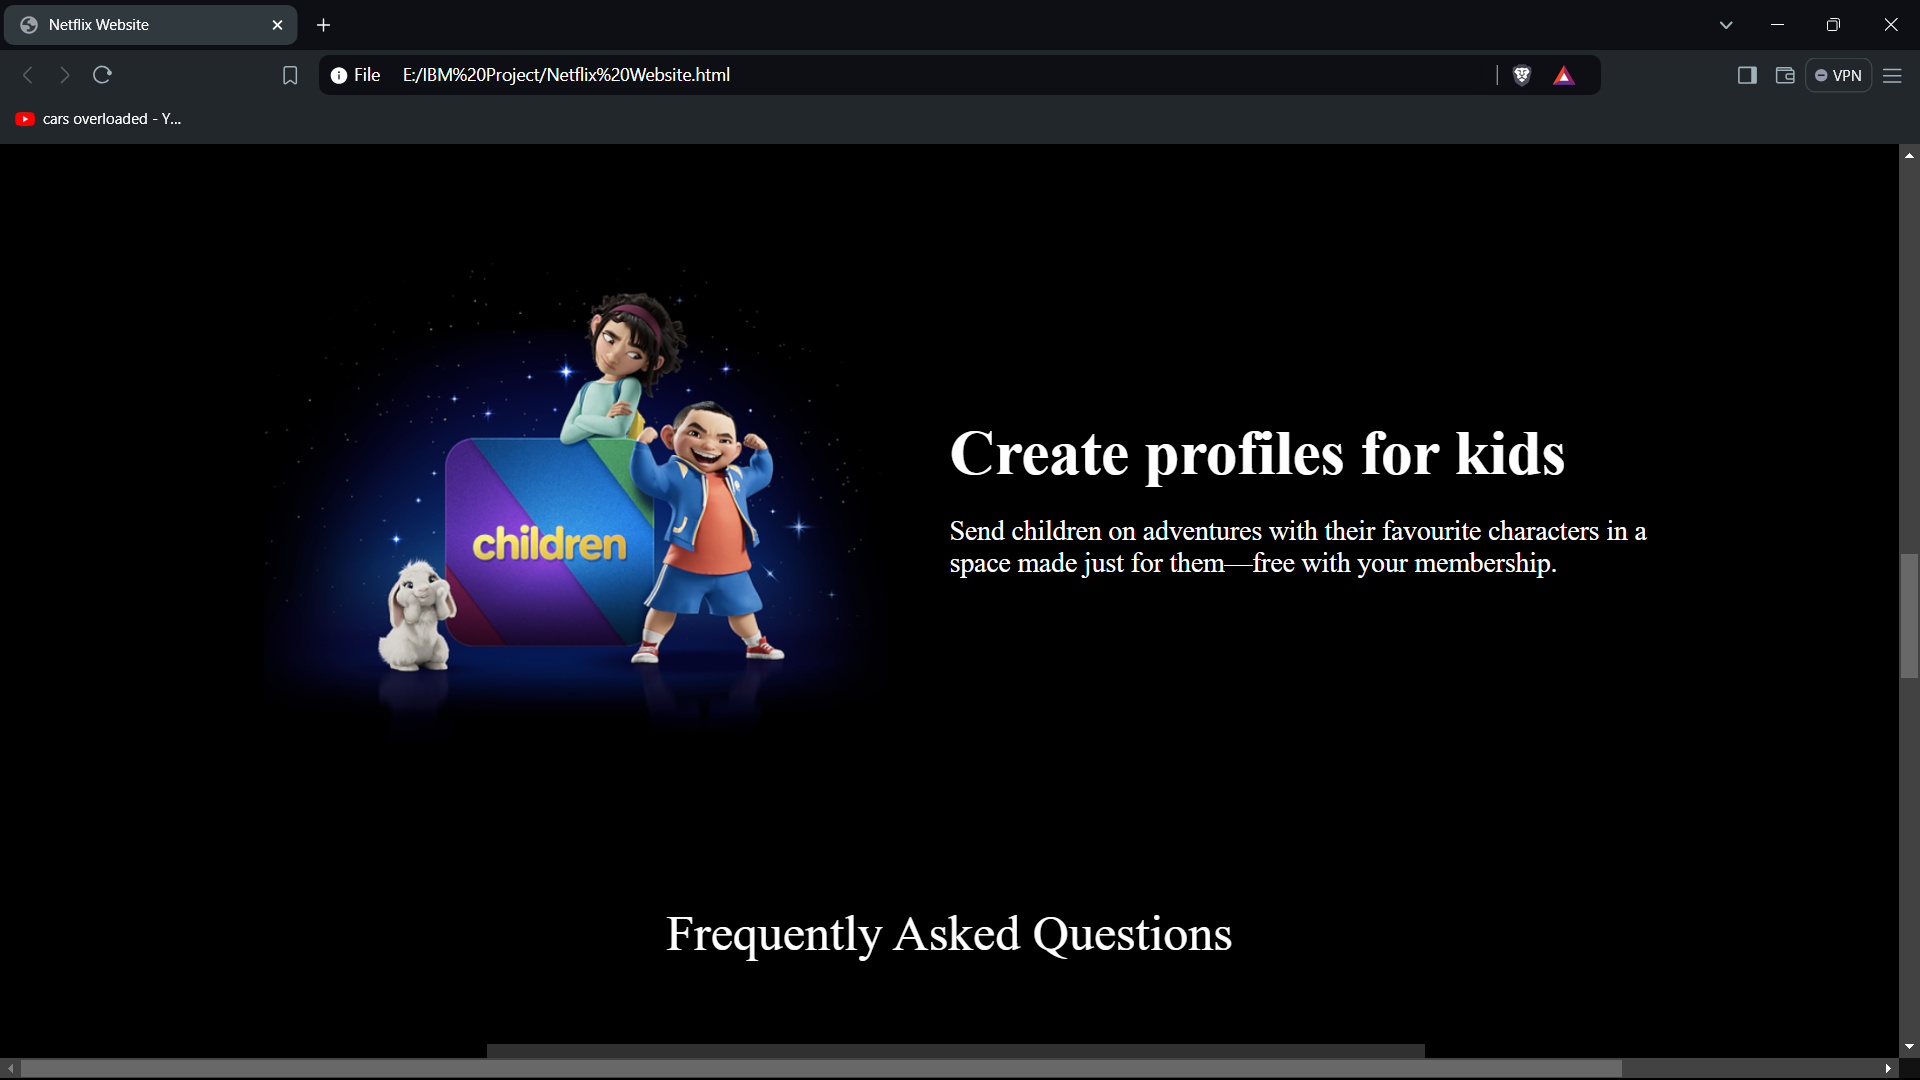 Netflix Website
File E:/IBM%20Project/Netflix%20Website.html
VPN
cars overloaded - Y...
children
Create profiles for kids
Send children on adventures with their favourite characters in a
space made just for them—free with your membership.
Frequently Asked Questions